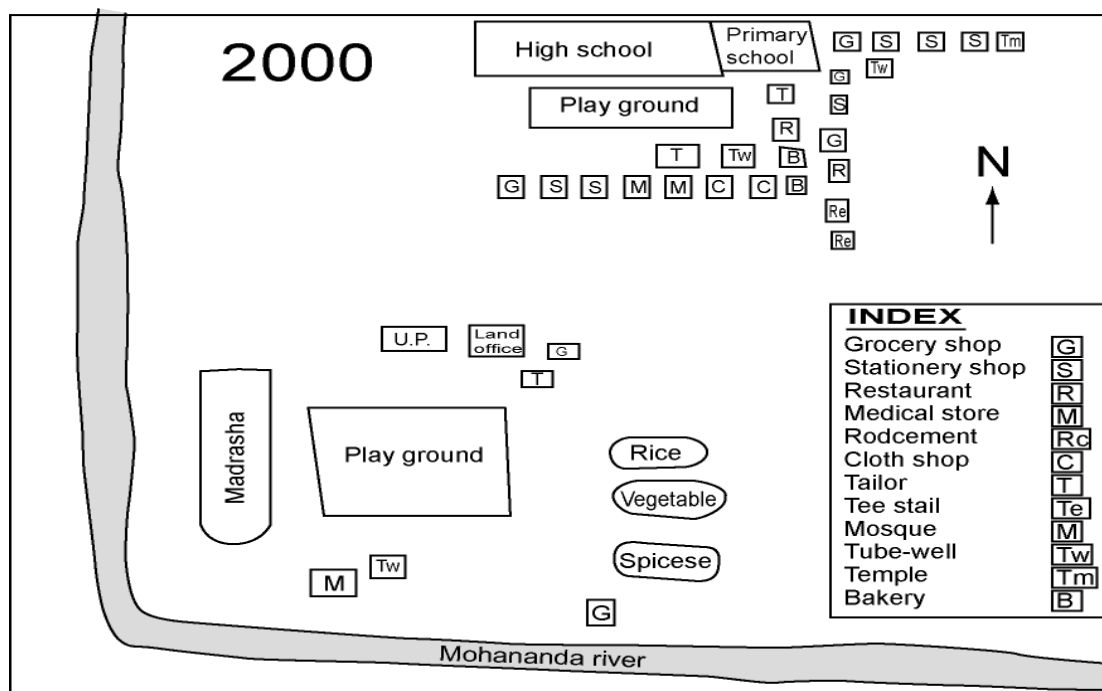 2000
High school
Primary
school
G S S S Tm
G Tw
Play ground
T S
R G
T Tw B R
G S S M M C C B
Re
Re
N
U.P.
Land
office
G
T
Madrasha
Play ground
Rice
Vegetable
Spicese
M Tw
G
Mohananda river
INDEX
Grocery shop G
Stationery shop S
Restaurant R
Medical store M
Rodcement Rc
Cloth shop C
Tailor T
Tee stail Te
Mosque M
Tube-well Tw
Temple Tm
Bakery B